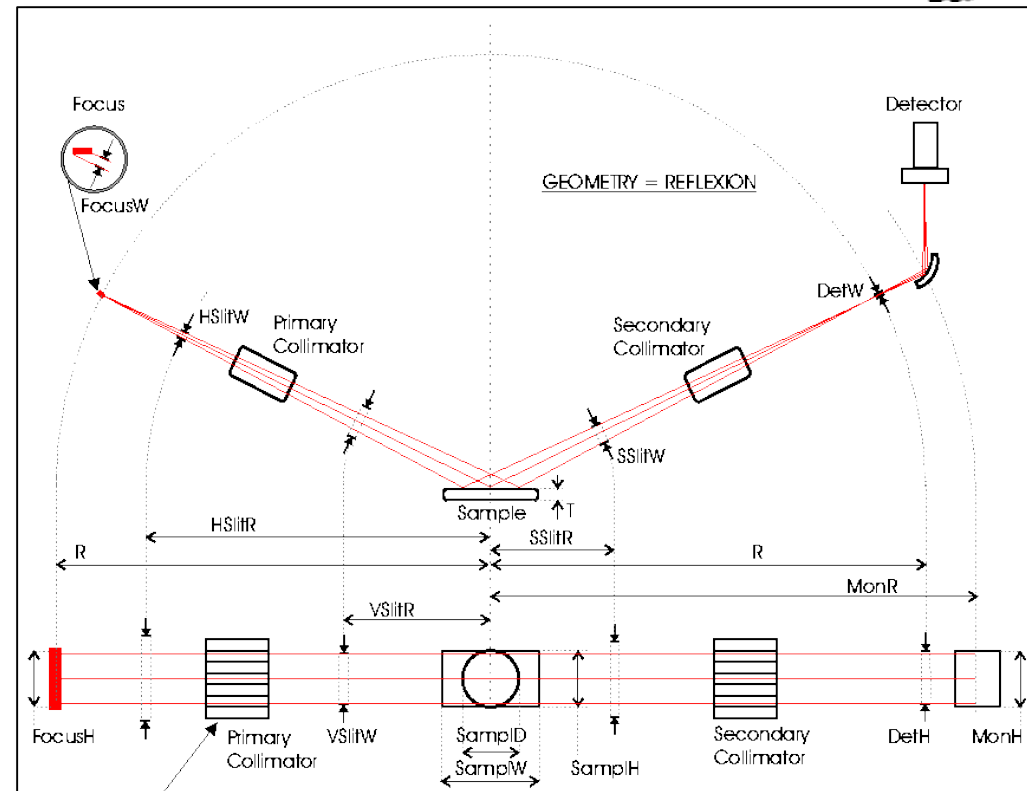 Focus
Detector
FocusW
GEOMETRY = REFLEXION
HSlitW
Primary
Collimator
Secondary
Collimator
DetW
SSlitW
Sample
T
HSlitR
SSlitR
R
R
MonR
VSlitR
FocusH
Primary
Collimator
VSlitW
SamplD
SamplW
SamplH
Secondary
Collimator
DetH
MonH